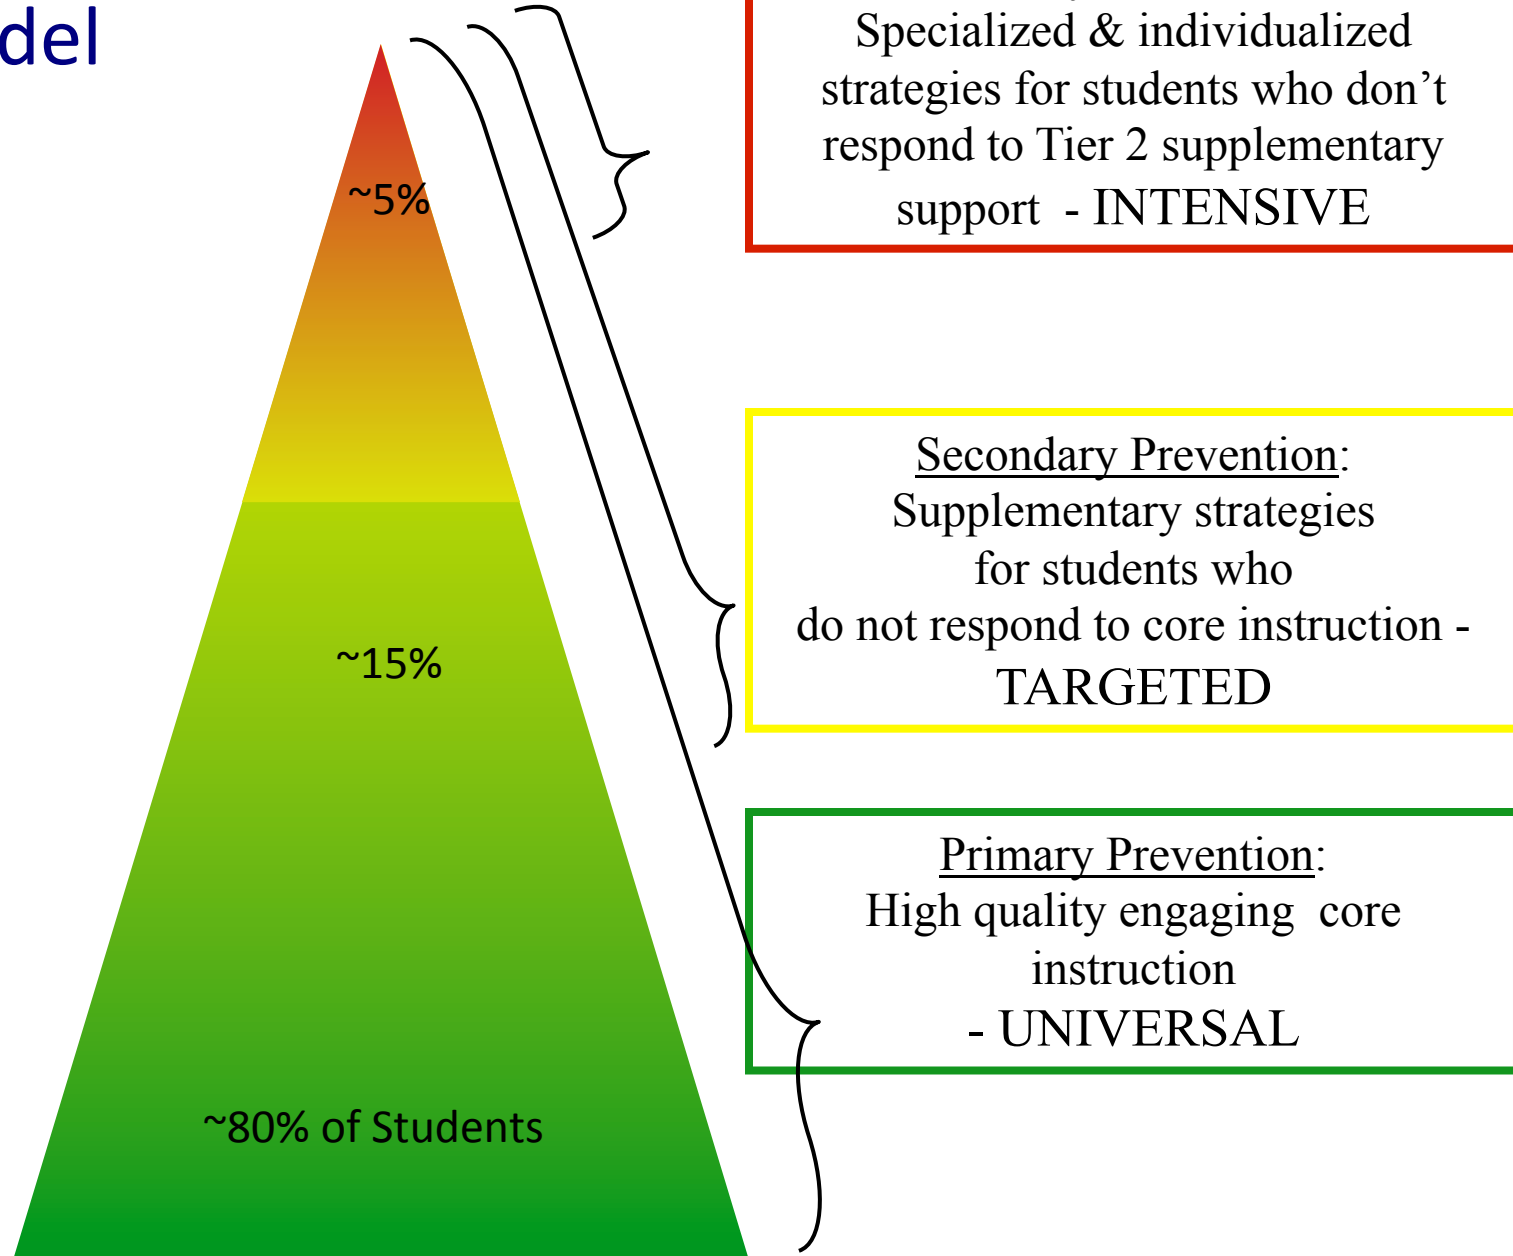 del
Specialized & individualized
strategies for students who don’t
respond to Tier 2 supplementary
support - INTENSIVE
~5%
Secondary Prevention:
Supplementary strategies
for students who
do not respond to core instruction -
TARGETED
~15%
Primary Prevention:
High quality engaging core
instruction
- UNIVERSAL
~80% of Students